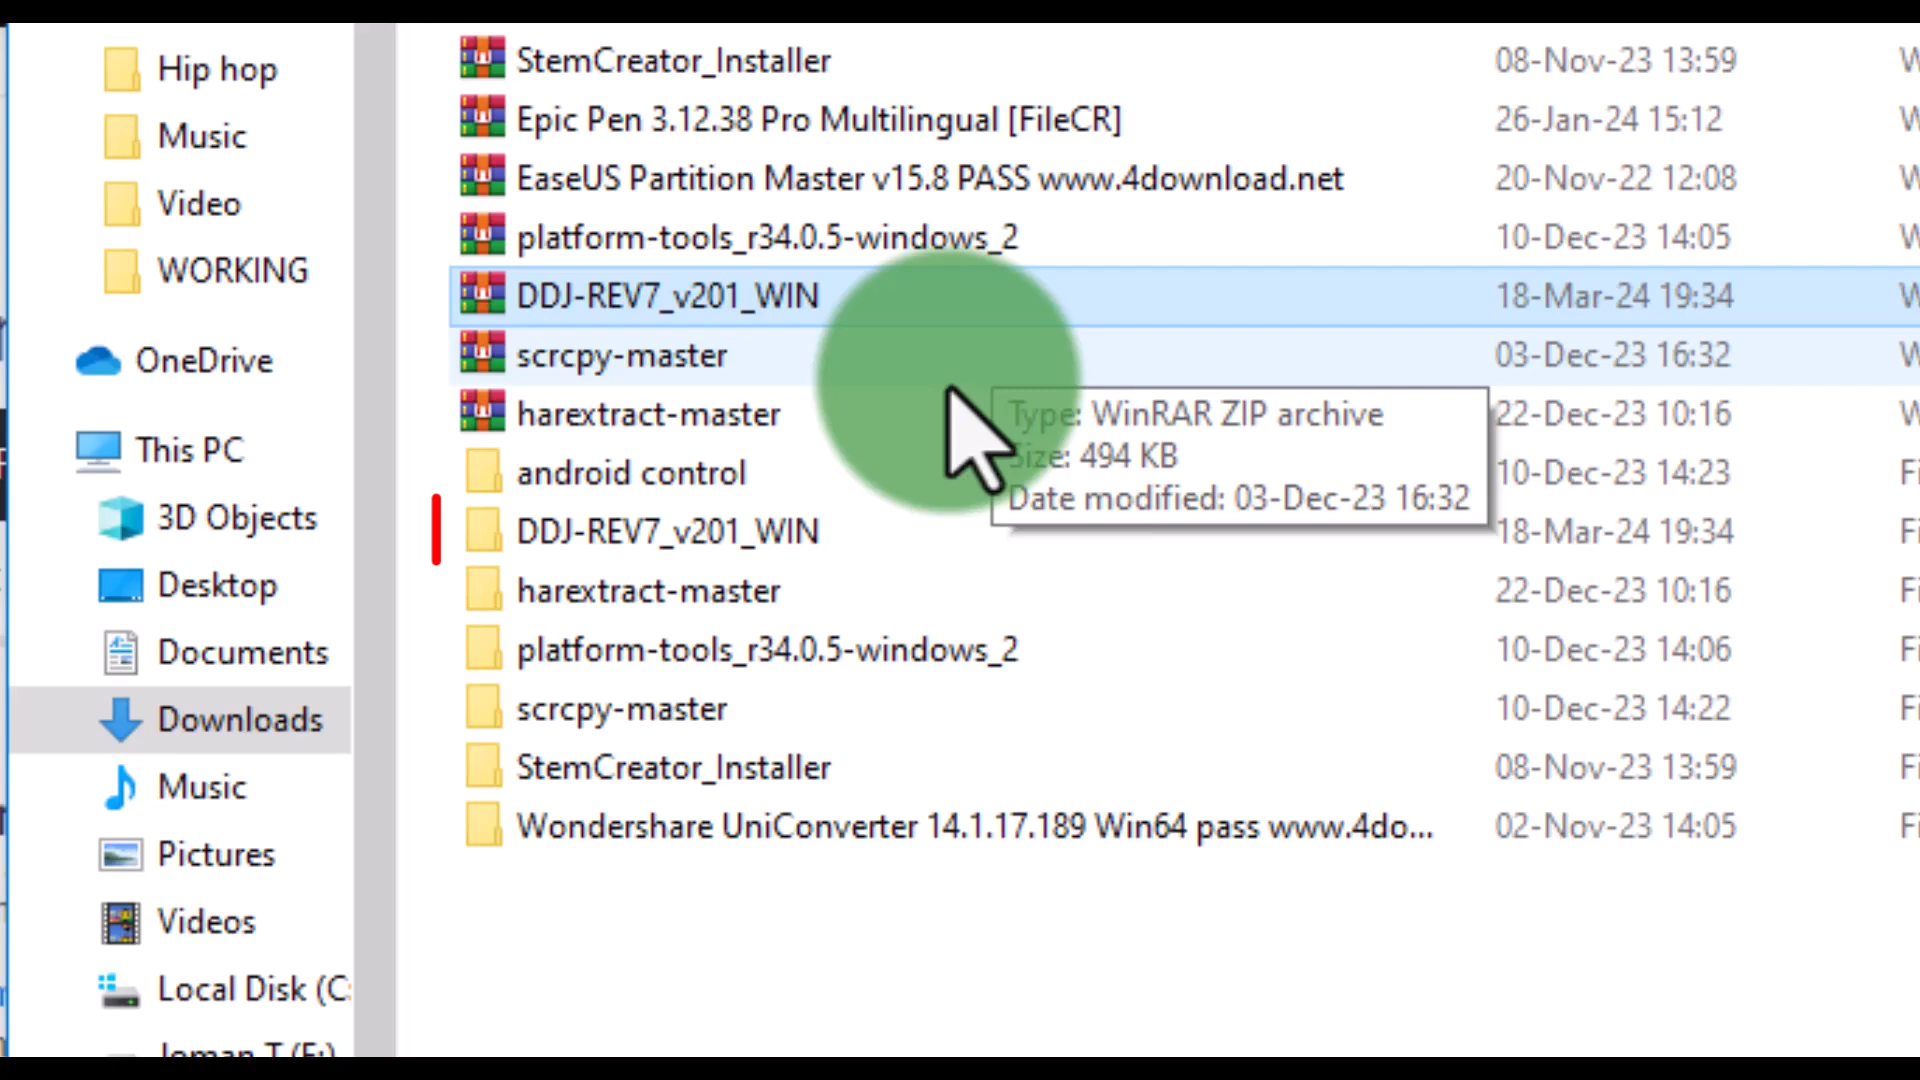 Hip hop
Music
Video
WORKING
OneDrive
This PC
3D Objects
Desktop
Documents
Downloads
Music
Pictures
Videos
Local Disk (C:
StemCreator_Installer 08-Nov-23 13:59 W
Epic Pen 3.12.38 Pro Multilingual [FileCR] 26-Jan-24 15:12 W
EaseUS Partition Master v15.8 PASS www.4download.net 20-Nov-22 12:08 W
platform-tools_r34.0.5-windows_2 10-Dec-23 14:05 W
DDJ-REV7_v201_WIN 18-Mar-24 19:34 W
scrcpy-master 03-Dec-23 16:32 W
harextract-master 22-Dec-23 10:16 W
android control 10-Dec-23 14:23 Fi
DDJ-REV7_v201_WIN 18-Mar-24 19:34 Fi
harextract-master 22-Dec-23 10:16 Fi
platform-tools_r34.0.5-windows_2 10-Dec-23 14:06 Fi
scrcpy-master 10-Dec-23 14:22 Fi
StemCreator_Installer 08-Nov-23 13:59 Fi
Wondershare UniConverter 14.1.17.189 Win64 pass www.4do... 02-Nov-23 14:05 Fi
Type: WinRAR ZIP archive
Size: 494 KB
Date modified: 03-Dec-23 16:32